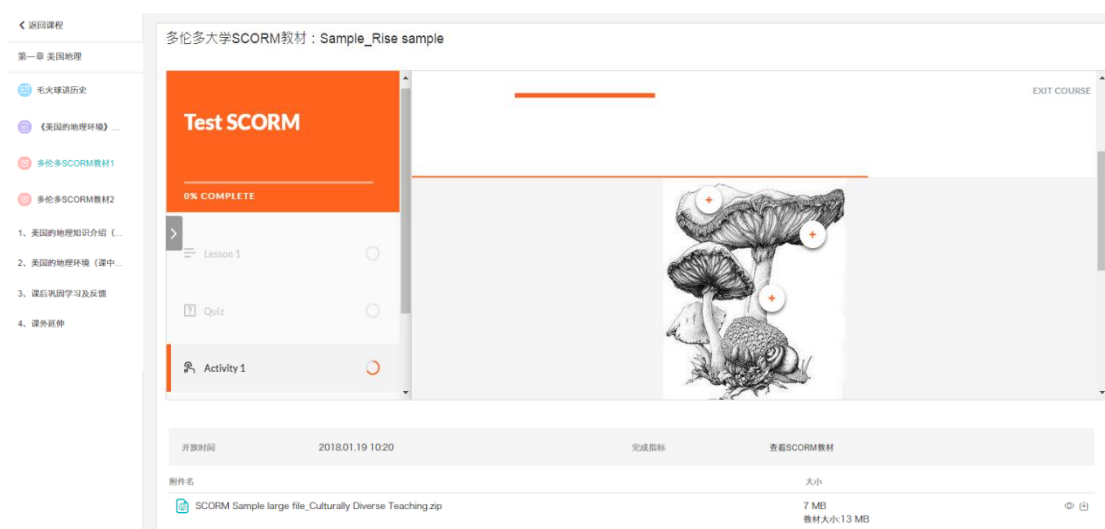 返回课程
第一章 美国地理
毛火球讲历史
《美国的地理环境》...
多伦多SCORM教材1
多伦多SCORM教材2
1、美国的地理知识介绍（...
2、美国的地理环境（课中...
3、课后巩固学习及反馈
4、课外延伸
多伦多大学SCORM教材：Sample_Rise sample
Test SCORM
0% COMPLETE
Lesson 1
Quiz
Activity 1
EXIT COURSE
开放时间 2018.01.19 10:20 完成指标 查看SCORM教材
附件名 大小
SCORM Sample large file_Culturally Diverse Teaching.zip 7 MB
教材大小:13 MB